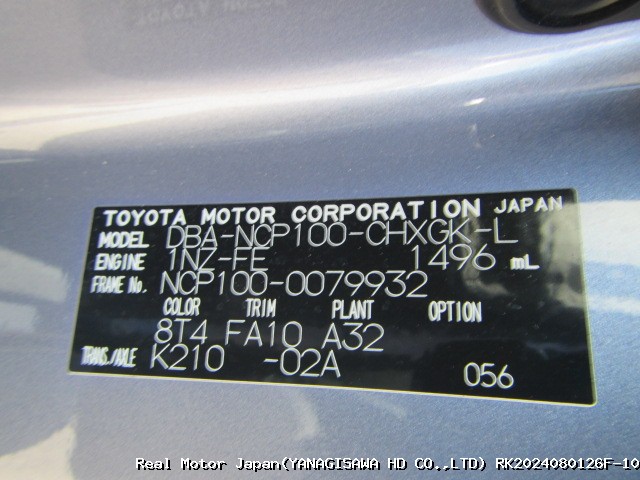 TOYOTA MOTOR CORPORATION JAPAN
MODEL DBA-NCP100-CHXGK-L
ENGINE 1NZ-FE 1496 mL
FRAME No. NCP100-0079932
COLOR TRIM PLANT OPTION
8T4 FA10 A32
TRANS./AXLE K210 -02A
056
Real Motor Japan(YANAGISAWA HD CO.,LTD) RK2024080126F-10